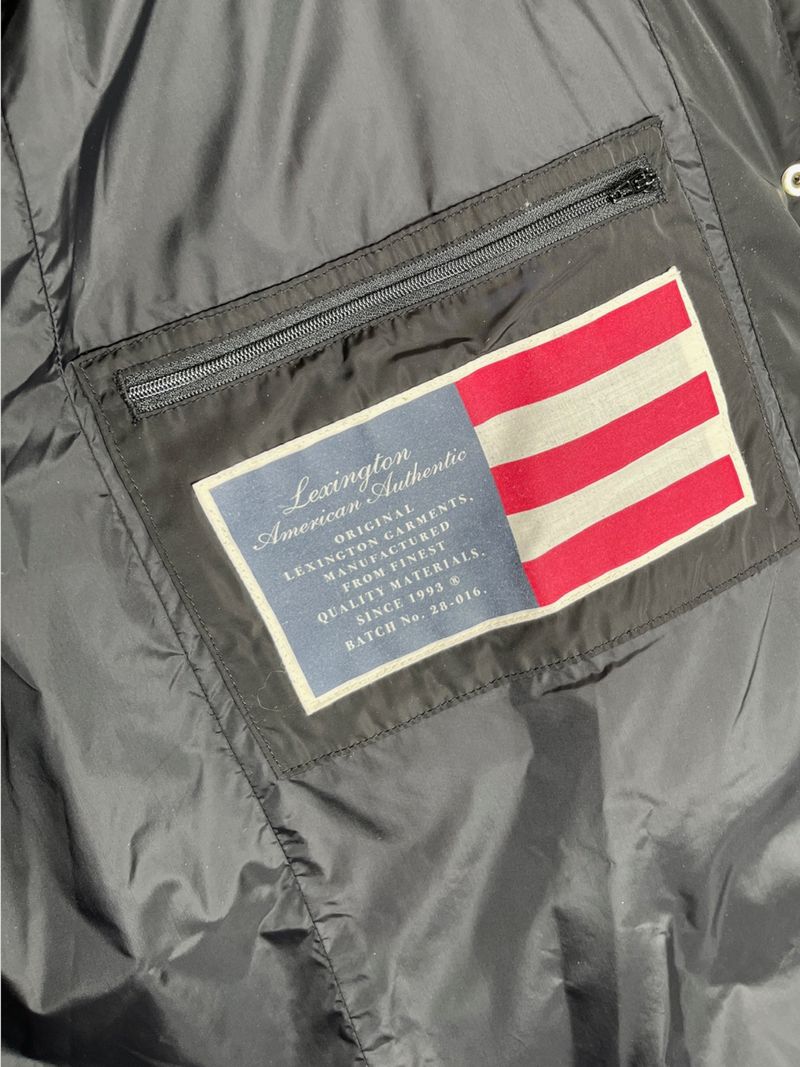 Lexington
American Authentic
ORIGINAL
LEXINGTON GARMENTS,
MANUFACTURED
FROM FINEST
QUALITY MATERIALS.
SINCE 1993 ®
BATCH No. 28-016.